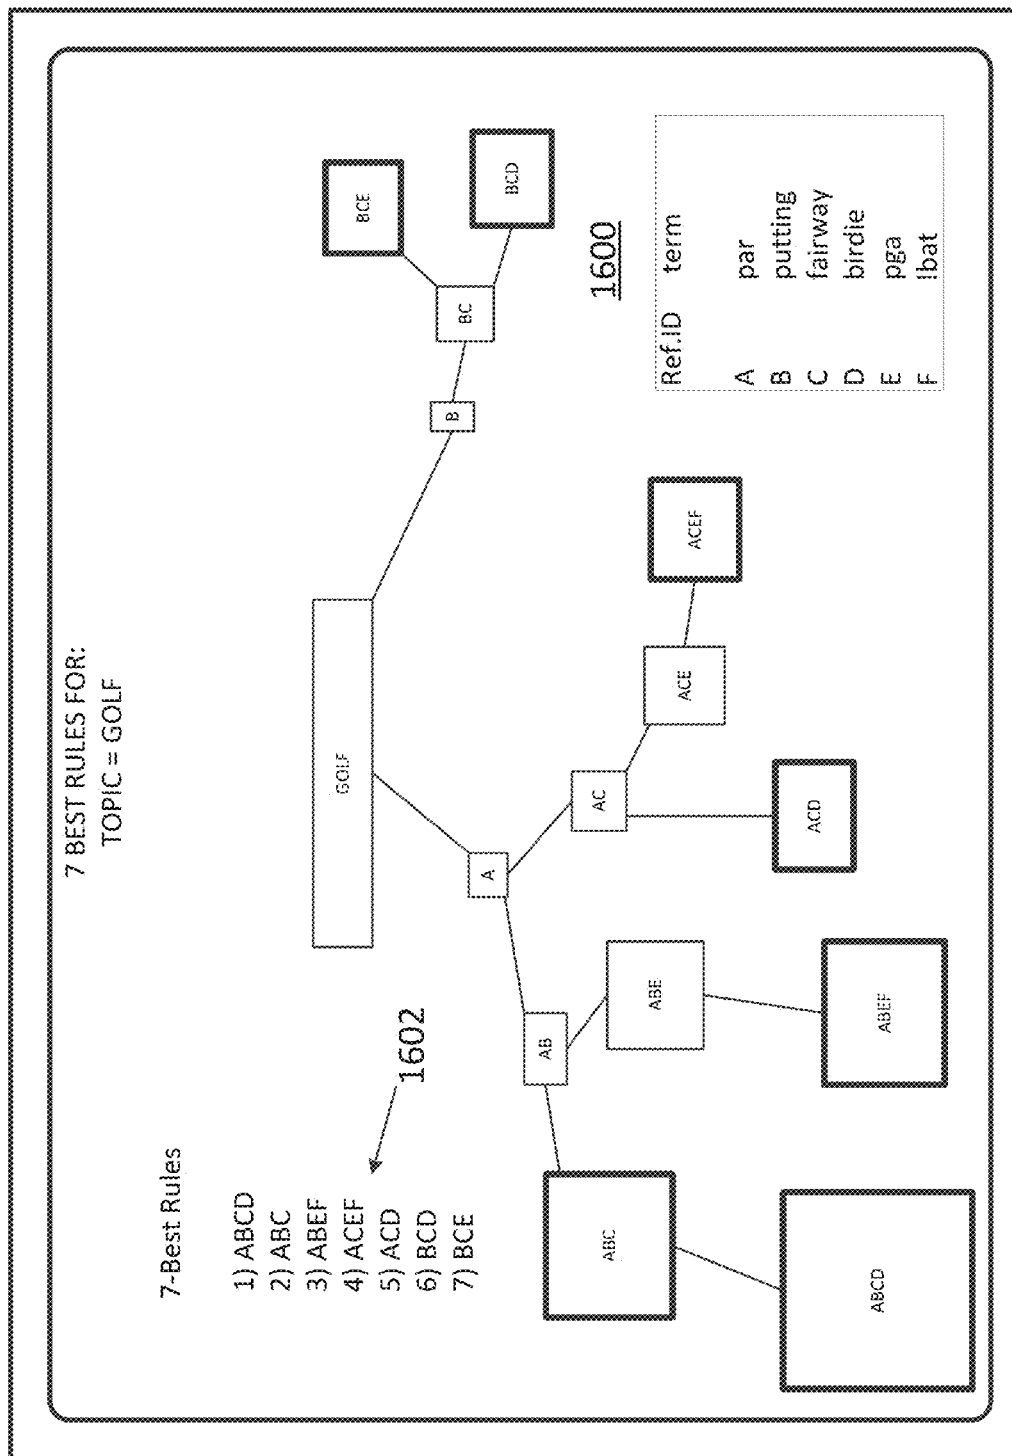 7 BEST RULES FOR:
TOPIC = GOLF
7-Best Rules
1) ABCD
2) ABC
3) ABEF
4) ACEF
5) ACD
6) BCD
7) BCE
1602
GOLF
A
B
AB
AC
BC
BCE
BCD
ABC
ABE
ACE
ACEF
ABCD
ABEF
ACD
1600
Ref.ID term
A par
B putting
C fairway
D birdie
E pga
F !bat